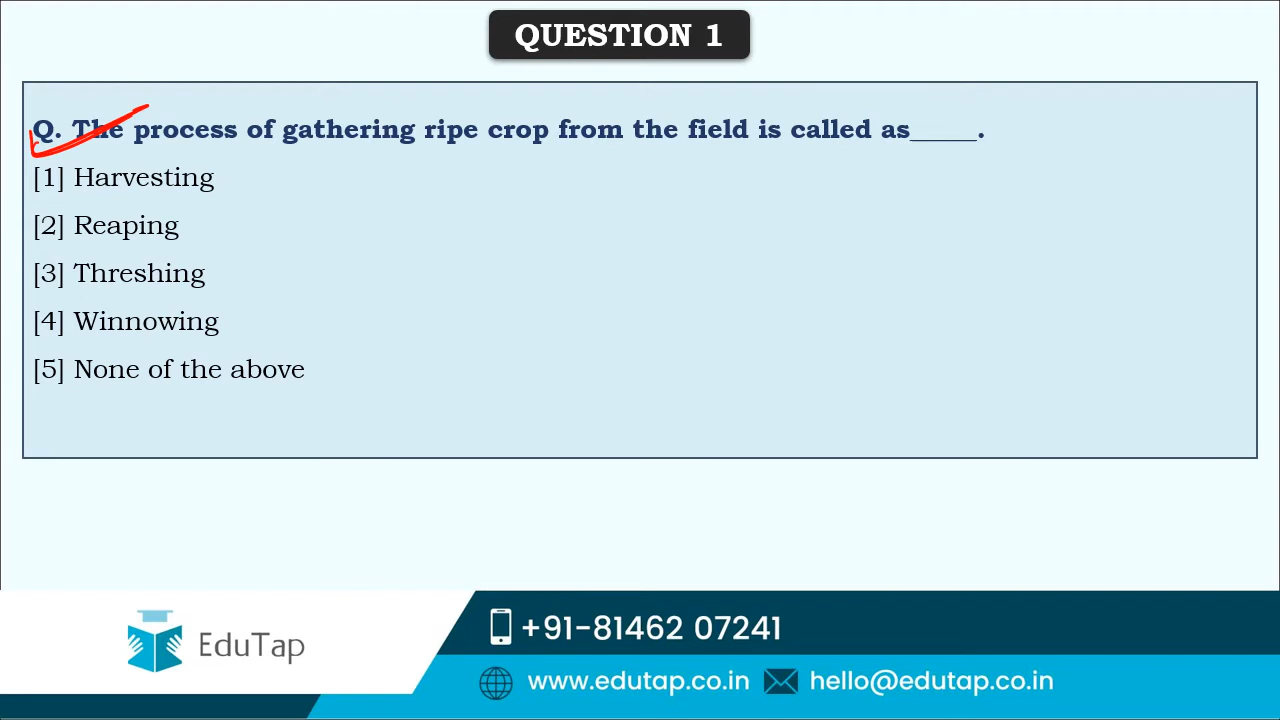 QUESTION 1
Q. The process of gathering ripe crop from the field is called as_____.
[1] Harvesting
[2] Reaping
[3] Threshing
[4] Winnowing
[5] None of the above
EduTap
+91-81462 07241
www.edutap.co.in
hello@edutap.co.in